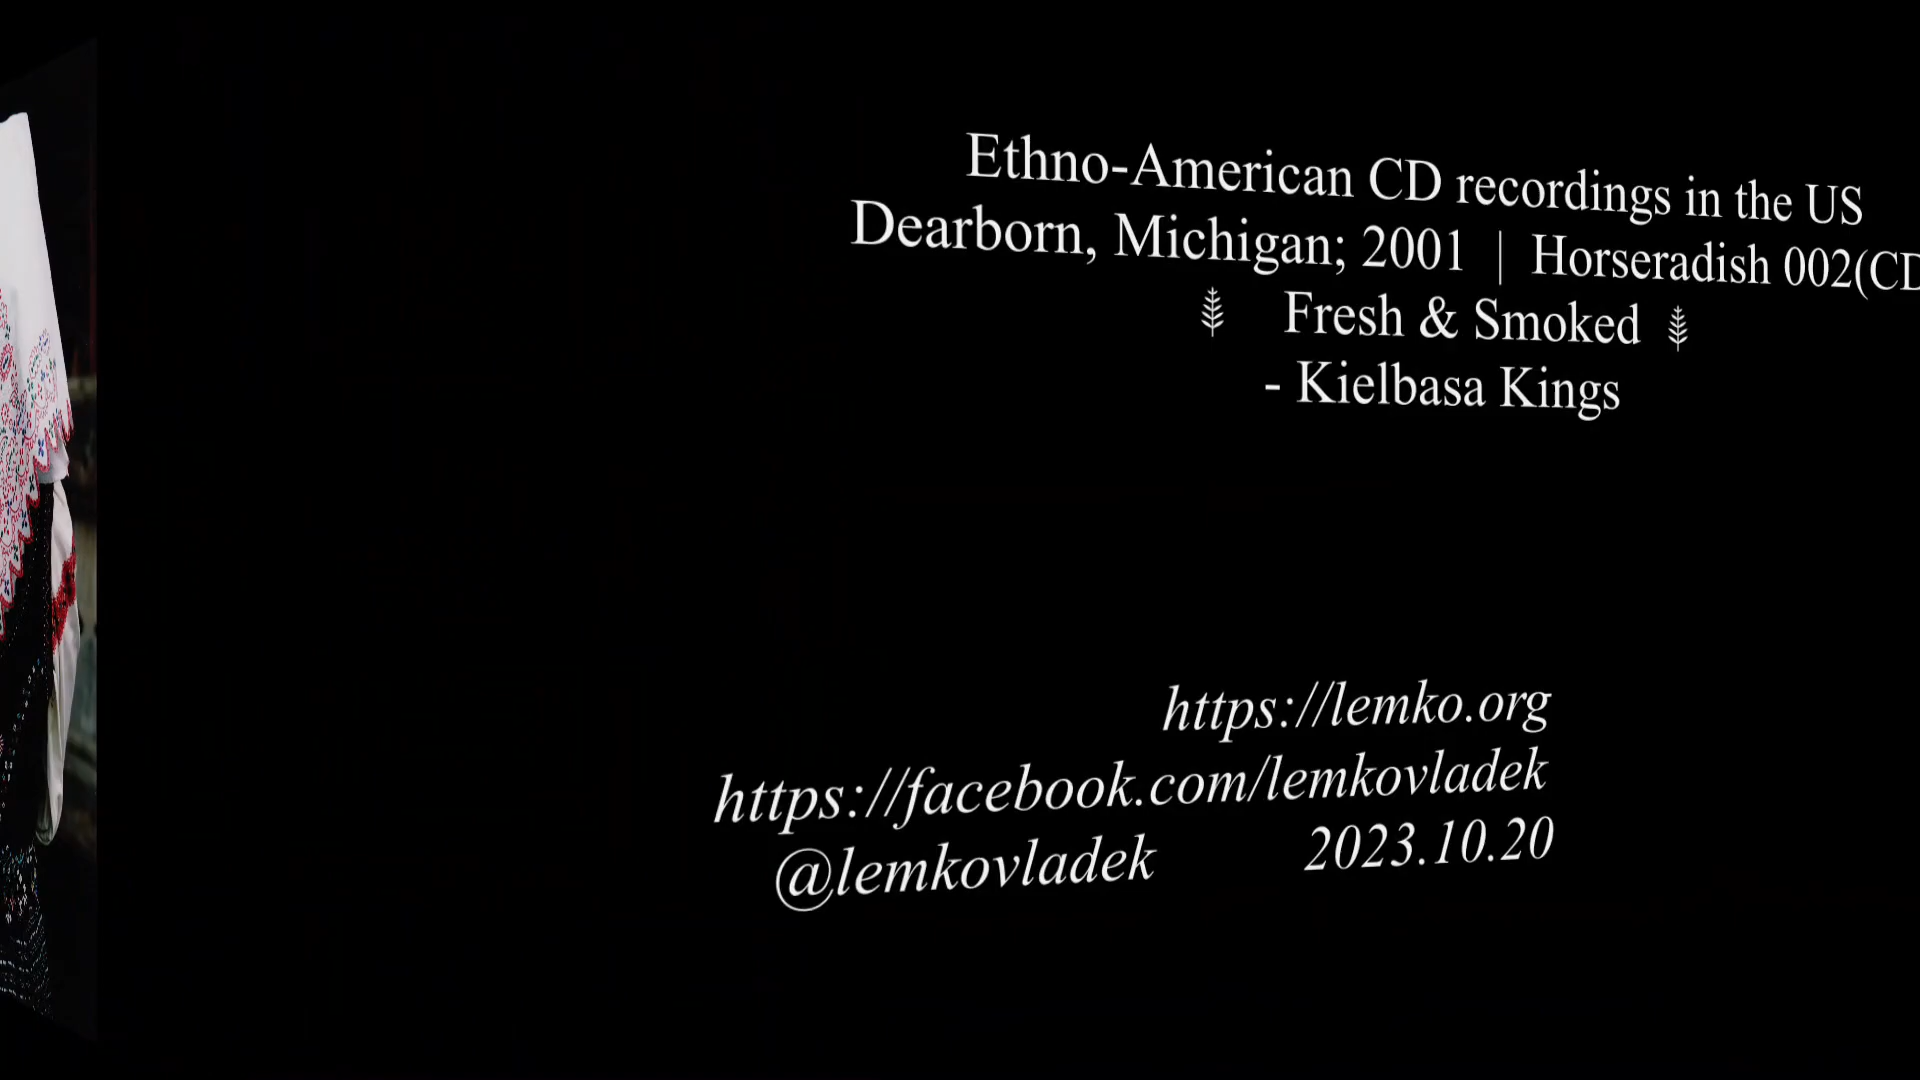 Ethno-American CD recordings in the US
Dearborn, Michigan; 2001 | Horseradish 002(CD
Fresh & Smoked
- Kielbasa Kings
https://lemko.org
https://facebook.com/lemkovladek
@lemkovladek 2023.10.20